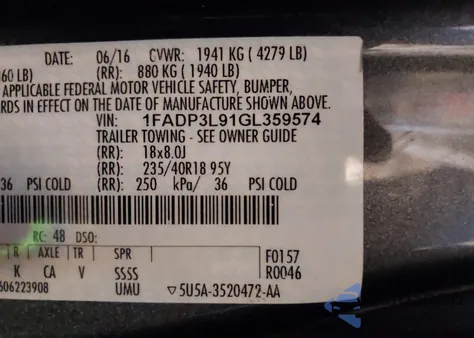 DATE: 06/16 GVWR: 1941 KG ( 4279 LB)
60 LB) (RR): 880 KG ( 1940 LB)
APPLICABLE FEDERAL MOTOR VEHICLE SAFETY, BUMPER,
RDS IN EFFECT ON THE DATE OF MANUFACTURE SHOWN ABOVE.
VIN: 1FADP3L91GL359574
TRAILER TOWING - SEE OWNER GUIDE
(RR): 18x8.0J
(RR): 235/40R18 95Y
36 PSI COLD (RR): 250 kPa/ 36 PSI COLD
RC: 48 DSO:
R AXLE TR SPR F0157
K CA V SSSS R0046
606223908 UMU ▽5U5A-3520472-AA